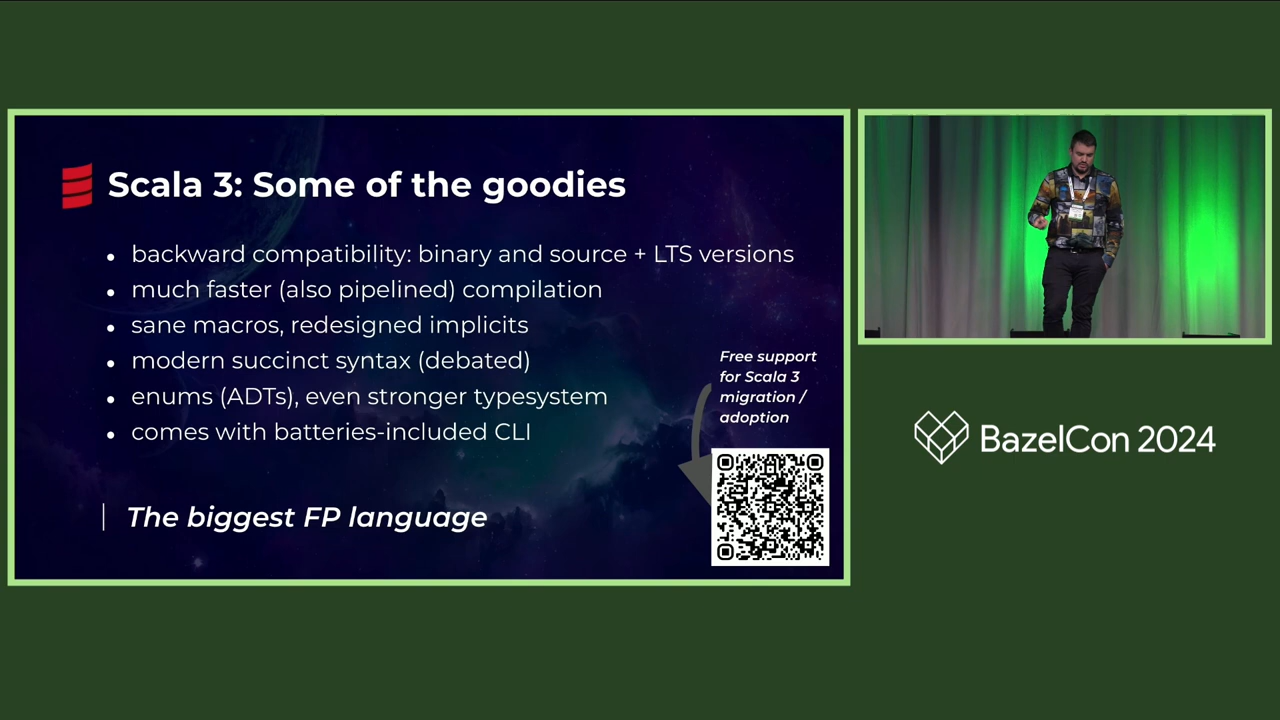 Scala 3: Some of the goodies
backward compatibility: binary and source + LTS versions
much faster (also pipelined) compilation
sane macros, redesigned implicits
modern succinct syntax (debated)
enums (ADTs), even stronger typesystem
comes with batteries-included CLI
The biggest FP language
Free support
for Scala 3
migration /
adoption
BazelCon 2024